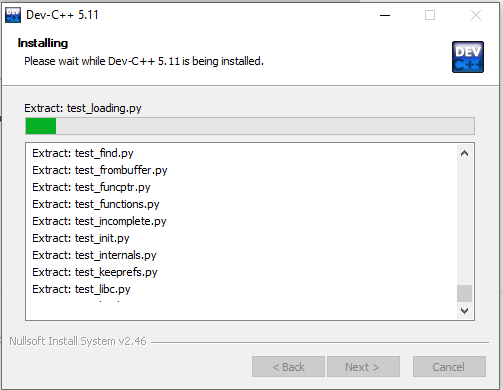 Dev-C++ 5.11
Installing
Please wait while Dev-C++ 5.11 is being installed.
DEV
C++
Extract: test_loading.py
Extract: test_find.py
Extract: test_frombuffer.py
Extract: test_funcptr.py
Extract: test_functions.py
Extract: test_incomplete.py
Extract: test_init.py
Extract: test_internals.py
Extract: test_keeprefs.py
Extract: test_libc.py
Nullsoft Install System v2.46
< Back
Next >
Cancel